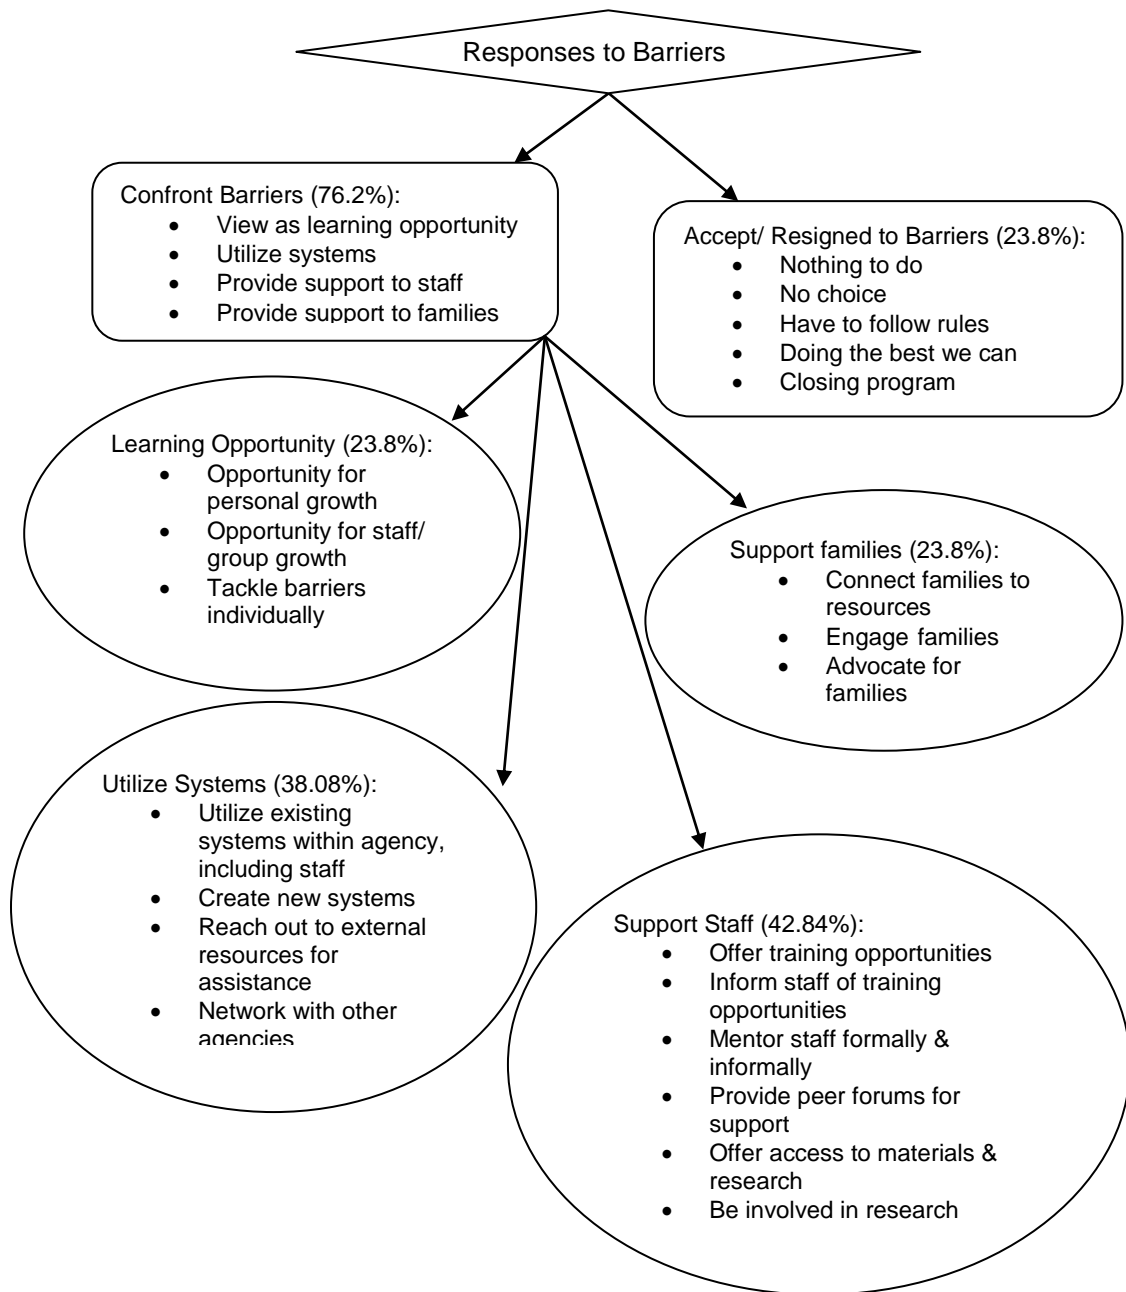 Responses to Barriers
Confront Barriers (76.2%):
• View as learning opportunity
• Utilize systems
• Provide support to staff
• Provide support to families
Accept/ Resigned to Barriers (23.8%):
• Nothing to do
• No choice
• Have to follow rules
• Doing the best we can
• Closing program
Learning Opportunity (23.8%):
• Opportunity for
personal growth
• Opportunity for staff/
group growth
• Tackle barriers
individually
Support families (23.8%):
• Connect families to
resources
• Engage families
• Advocate for
families
Utilize Systems (38.08%):
• Utilize existing
systems within agency,
including staff
• Create new systems
• Reach out to external
resources for
assistance
• Network with other
agencies
Support Staff (42.84%):
• Offer training opportunities
• Inform staff of training
opportunities
• Mentor staff formally &
informally
• Provide peer forums for
support
• Offer access to materials &
research
• Be involved in research